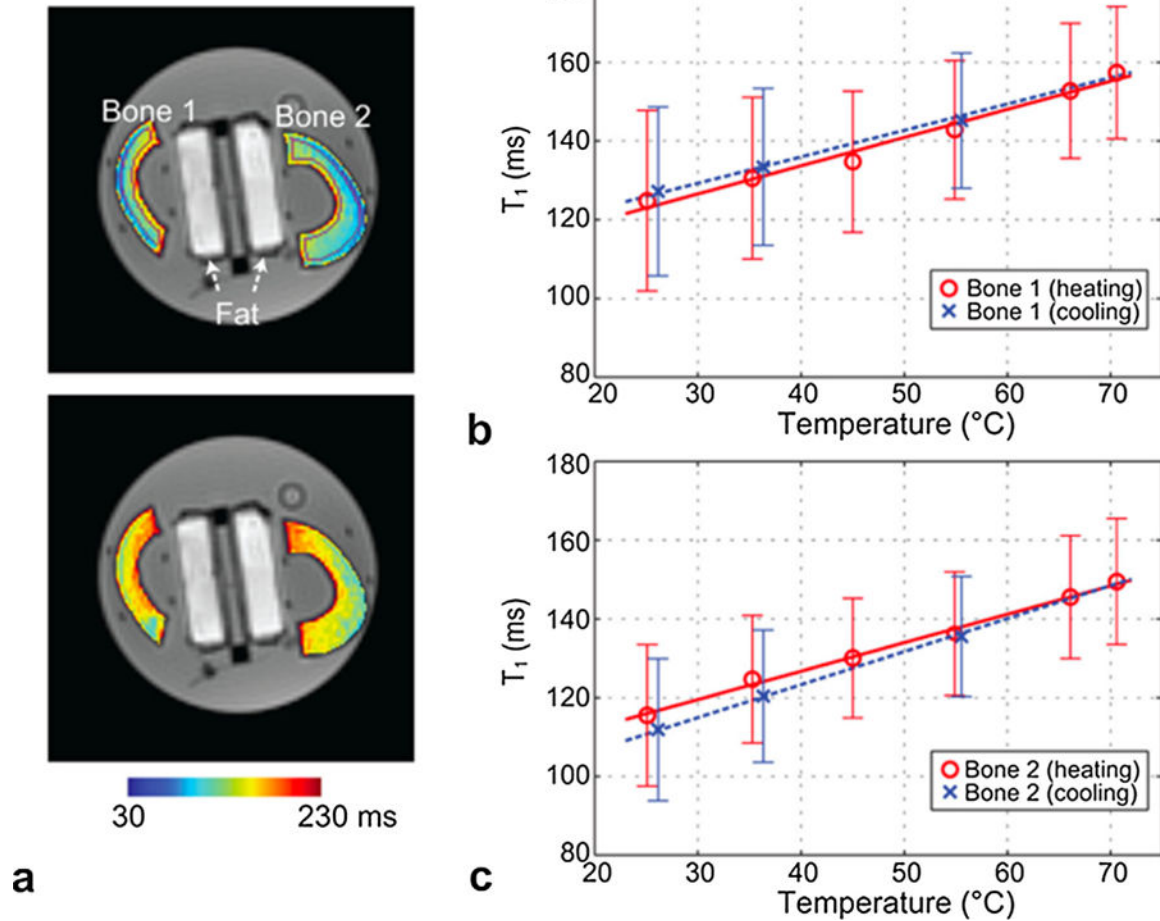 Bone 1
Bone 2
Fat
30
230 ms
a
T1 (ms)
160
140
120
100
80
20
30
40
50
60
70
Bone 1 (heating)
Bone 1 (cooling)
Temperature (°C)
b
T1 (ms)
180
160
140
120
100
80
20
30
40
50
60
70
Bone 2 (heating)
Bone 2 (cooling)
Temperature (°C)
c